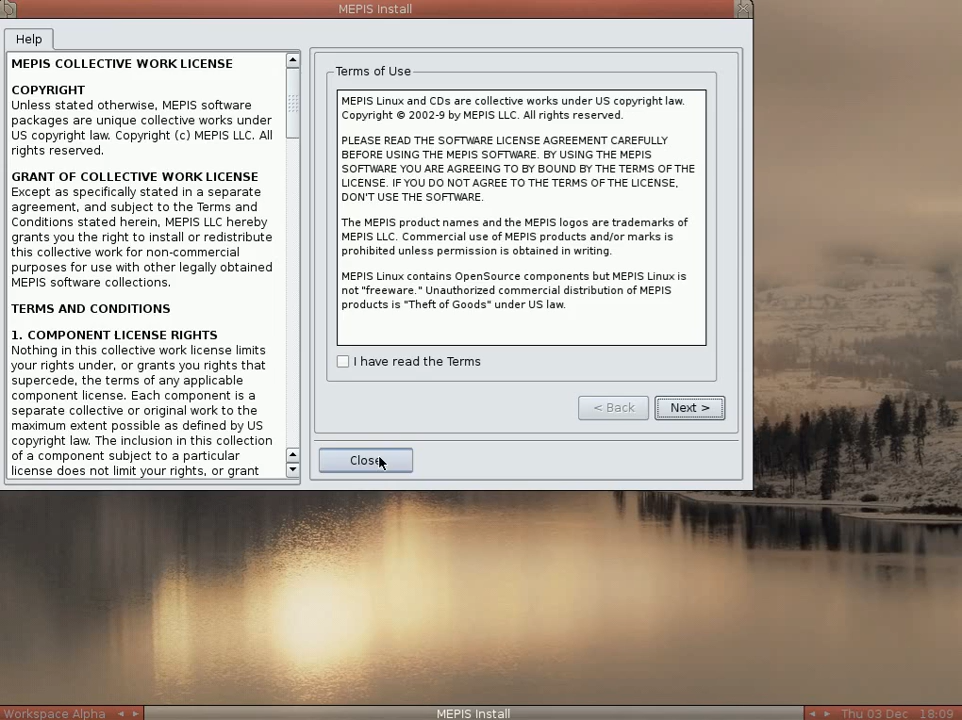 MEPIS Install
Help
MEPIS COLLECTIVE WORK LICENSE
COPYRIGHT
Unless stated otherwise, MEPIS software
packages are unique collective works under
US copyright law. Copyright (c) MEPIS LLC. All
rights reserved.
GRANT OF COLLECTIVE WORK LICENSE
Except as specifically stated in a separate
agreement, and subject to the Terms and
Conditions stated herein, MEPIS LLC hereby
grants you the right to install or redistribute
this collective work for non-commercial
purposes for use with other legally obtained
MEPIS software collections.
TERMS AND CONDITIONS
1. COMPONENT LICENSE RIGHTS
Nothing in this collective work license limits
your rights under, or grants you rights that
supercede, the terms of any applicable
component license. Each component is a
separate collective or original work to the
maximum extent possible as defined by US
copyright law. The inclusion in this collection
of a component subject to a particular
license does not limit your rights, or grant
Terms of Use
MEPIS Linux and CDs are collective works under US copyright law.
Copyright © 2002-9 by MEPIS LLC. All rights reserved.
PLEASE READ THE SOFTWARE LICENSE AGREEMENT CAREFULLY
BEFORE USING THE MEPIS SOFTWARE. BY USING THE MEPIS
SOFTWARE YOU ARE AGREEING TO BY BOUND BY THE TERMS OF THE
LICENSE. IF YOU DO NOT AGREE TO THE TERMS OF THE LICENSE,
DON'T USE THE SOFTWARE.
The MEPIS product names and the MEPIS logos are trademarks of
MEPIS LLC. Commercial use of MEPIS products and/or marks is
prohibited unless permission is obtained in writing.
MEPIS Linux contains OpenSource components but MEPIS Linux is
not "freeware." Unauthorized commercial distribution of MEPIS
products is "Theft of Goods" under US law.
I have read the Terms
< Back
Next >
Close
Workspace Alpha
MEPIS Install
Thu 03 Dec 18:09